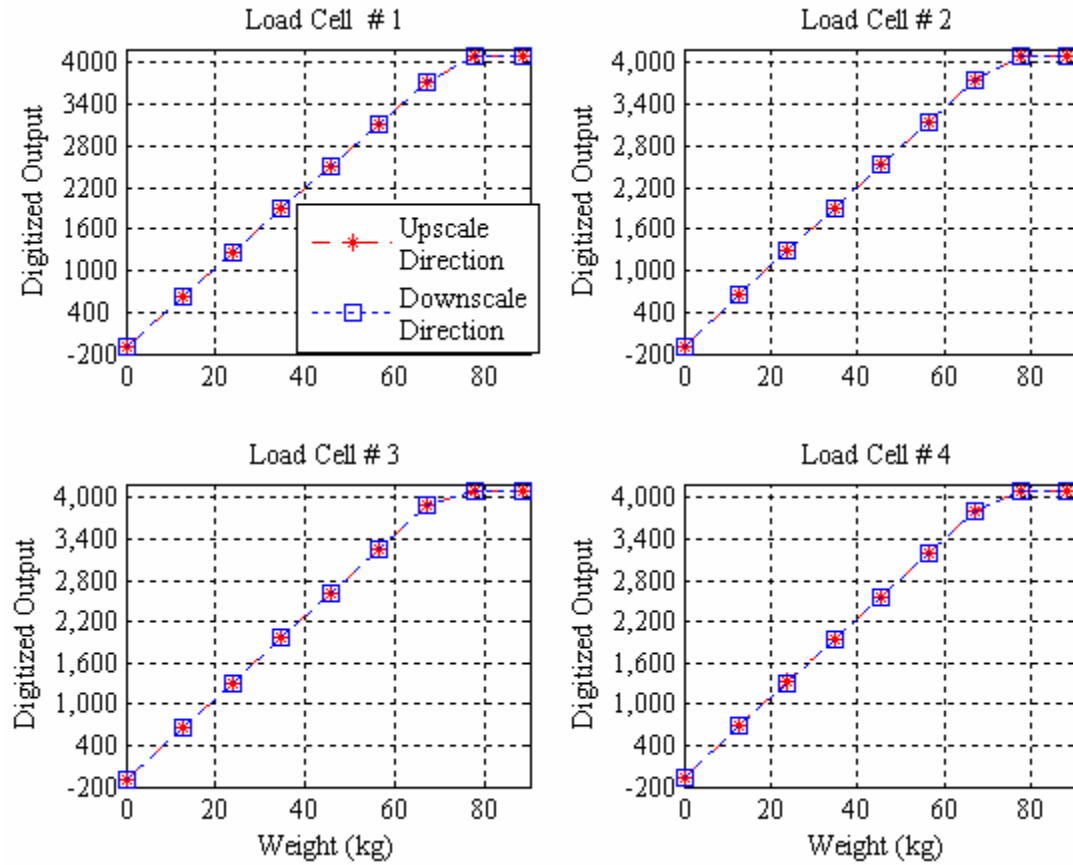 Load Cell # 1
Digitized Output
4000
3400
2800
2200
1600
1000
400
-200
0 20 40 60 80
Upscale
Direction
Downscale
Direction
Load Cell # 2
Digitized Output
4,000
3,400
2,800
2,200
1,600
1,000
400
-200
0 20 40 60 80
Load Cell # 3
Digitized Output
4,000
3,400
2,800
2,200
1,600
1,000
400
-200
0 20 40 60 80
Weight (kg)
Load Cell # 4
Digitized Output
4,000
3,400
2,800
2,200
1,600
1,000
400
-200
0 20 40 60 80
Weight (kg)